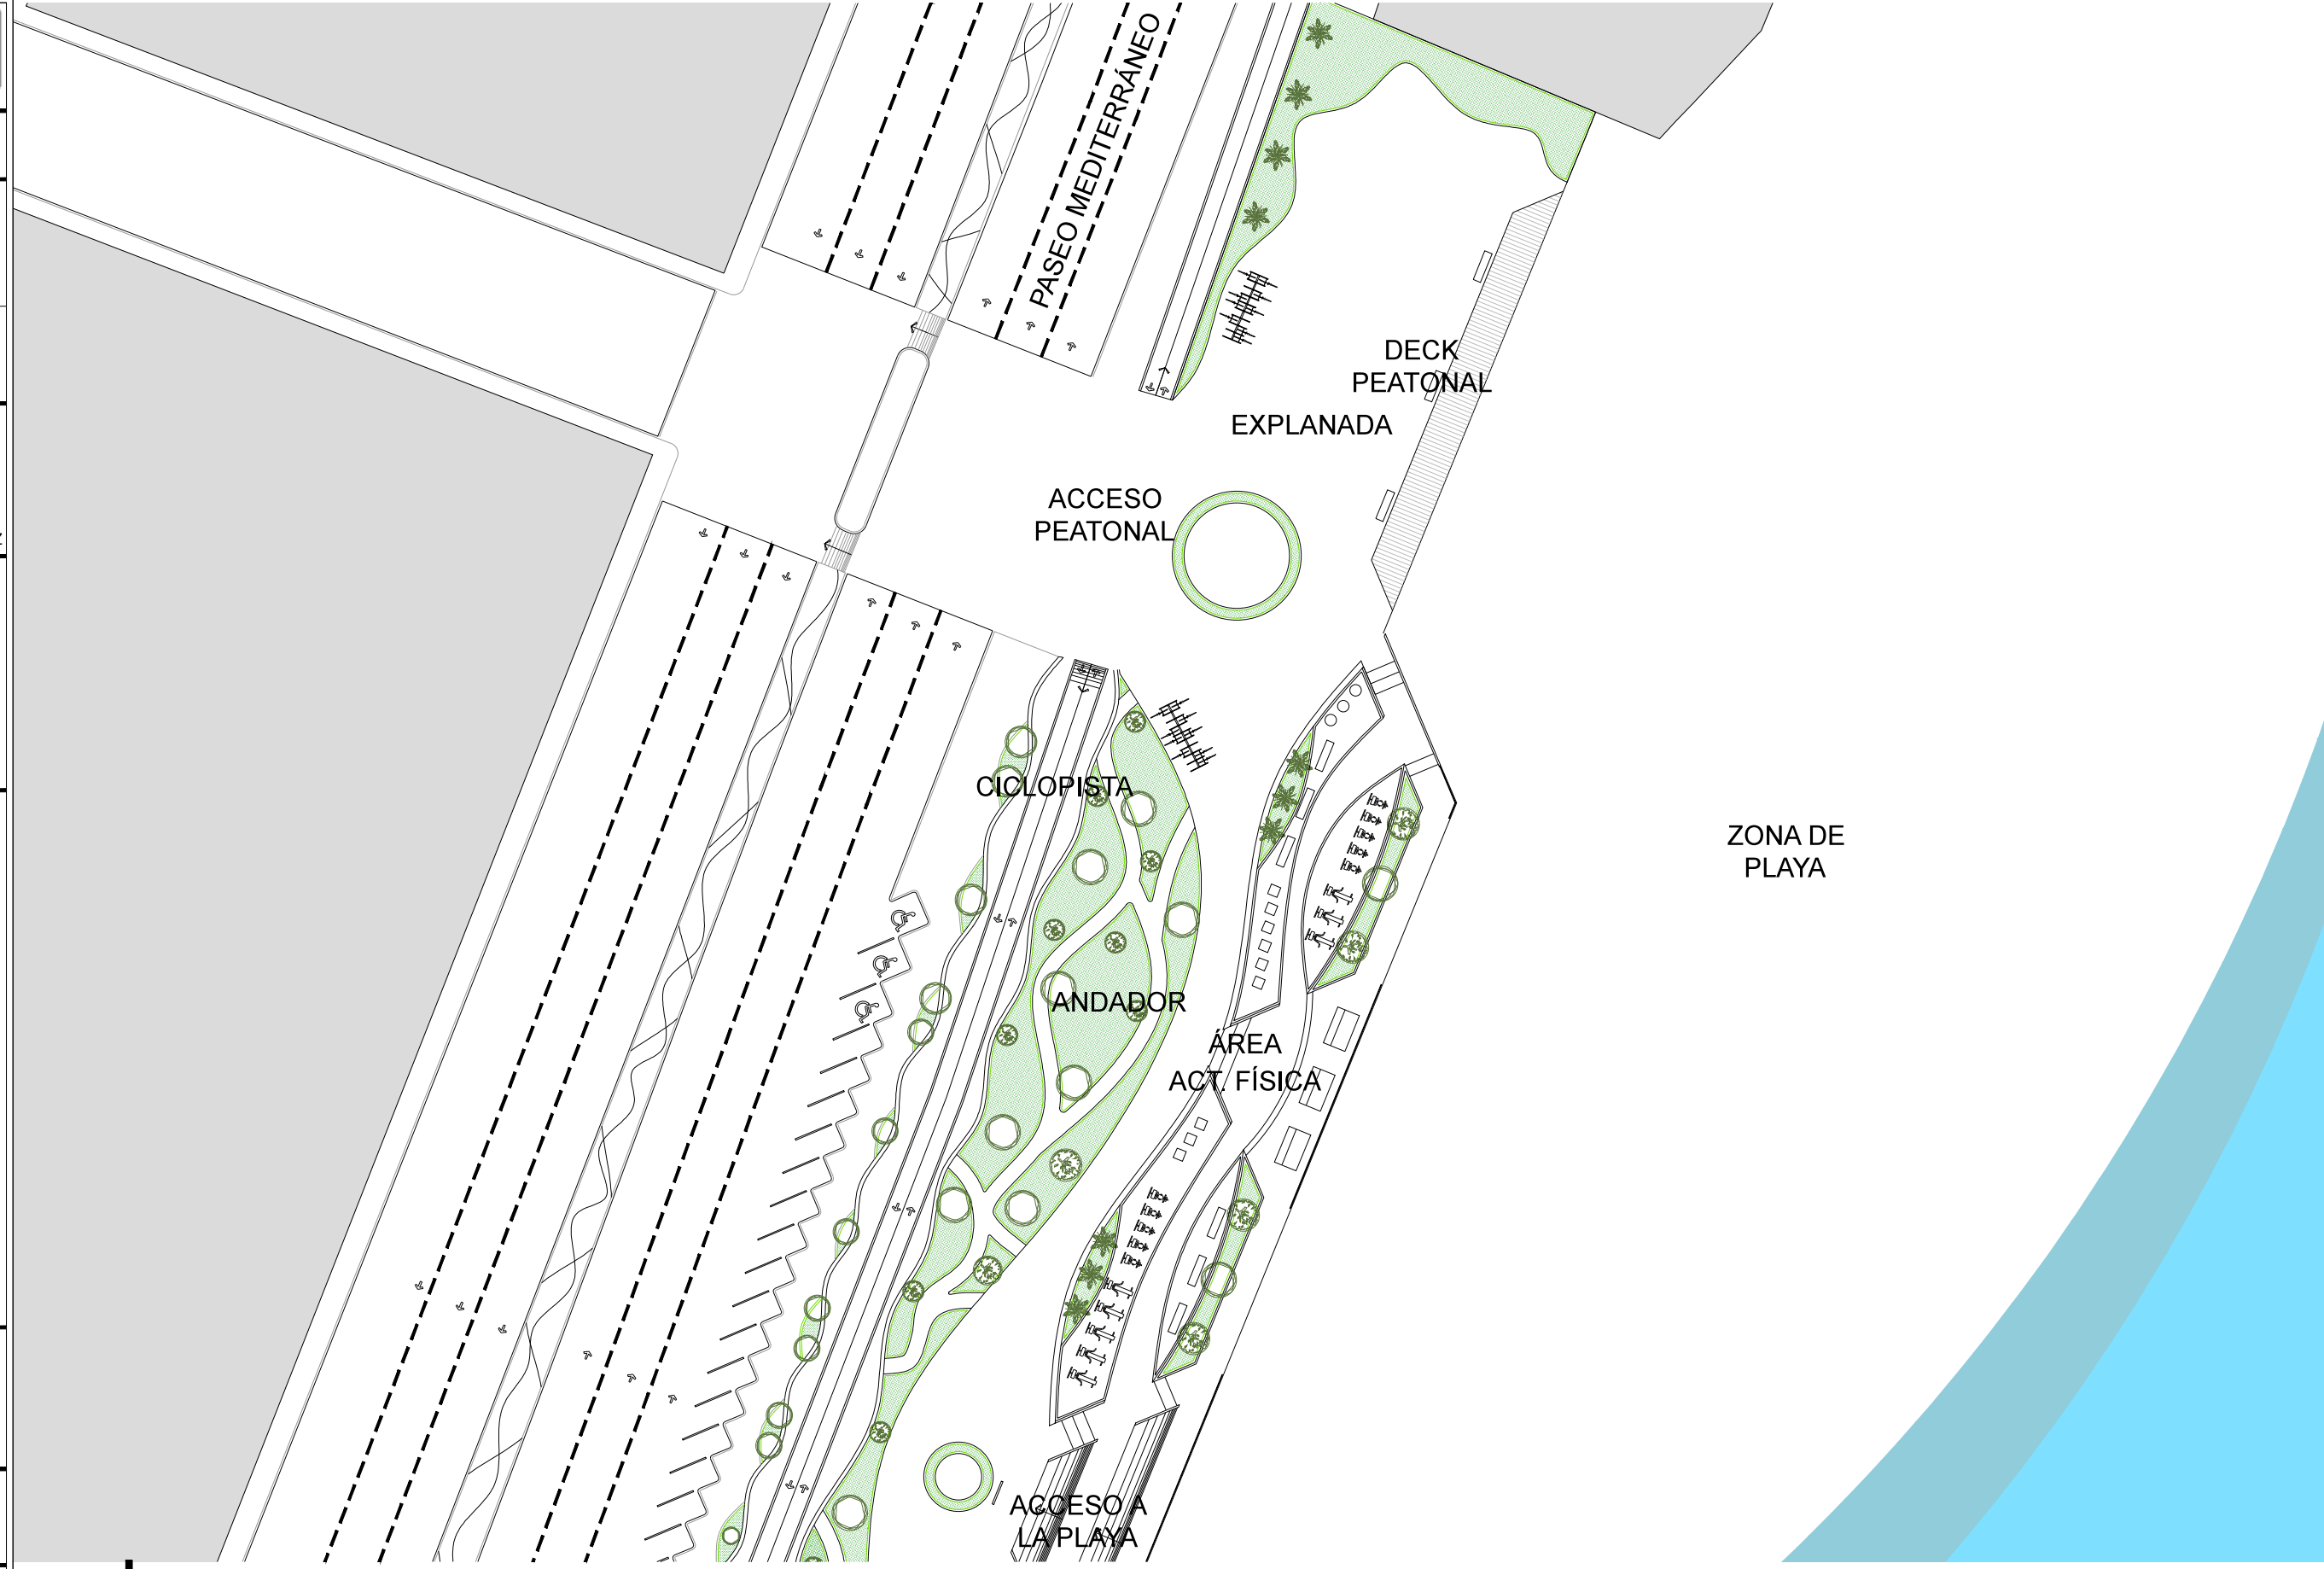 PASEO MEDITERRÁNEO
DECK
PEATONAL
EXPLANADA
ACCESO
PEATONAL
CICLOPISTA
ZONA DE
PLAYA
ANDADOR
ÁREA
ACT. FÍSICA
ACCESO A
LA PLAYA